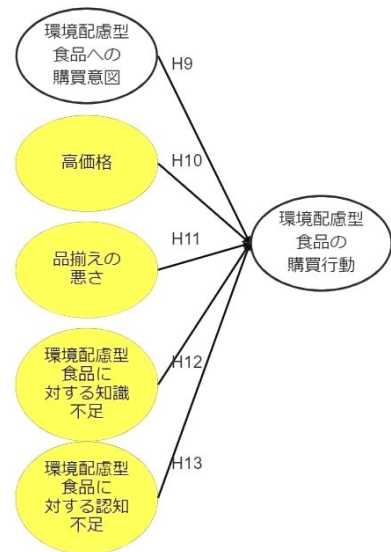 環境配慮型
食品への
購買意図
H9
高価格
H10
品揃えの
悪さ
H11
環境配慮型
食品の
購買行動
環境配慮型
食品に
対する知識
不足
H12
環境配慮型
食品に
対する認知
不足
H13